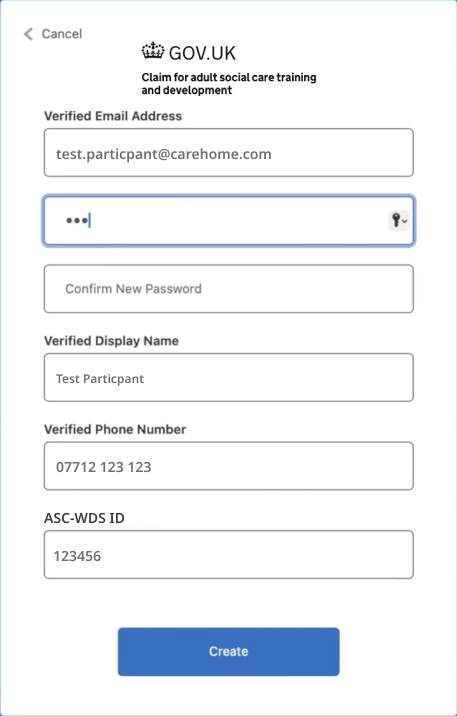 Cancel
GOV.UK
Claim for adult social care training
and development
Verified Email Address
test.particpant@carehome.com
•••
Confirm New Password
Verified Display Name
Test Particpant
Verified Phone Number
07712 123 123
ASC-WDS ID
123456
Create